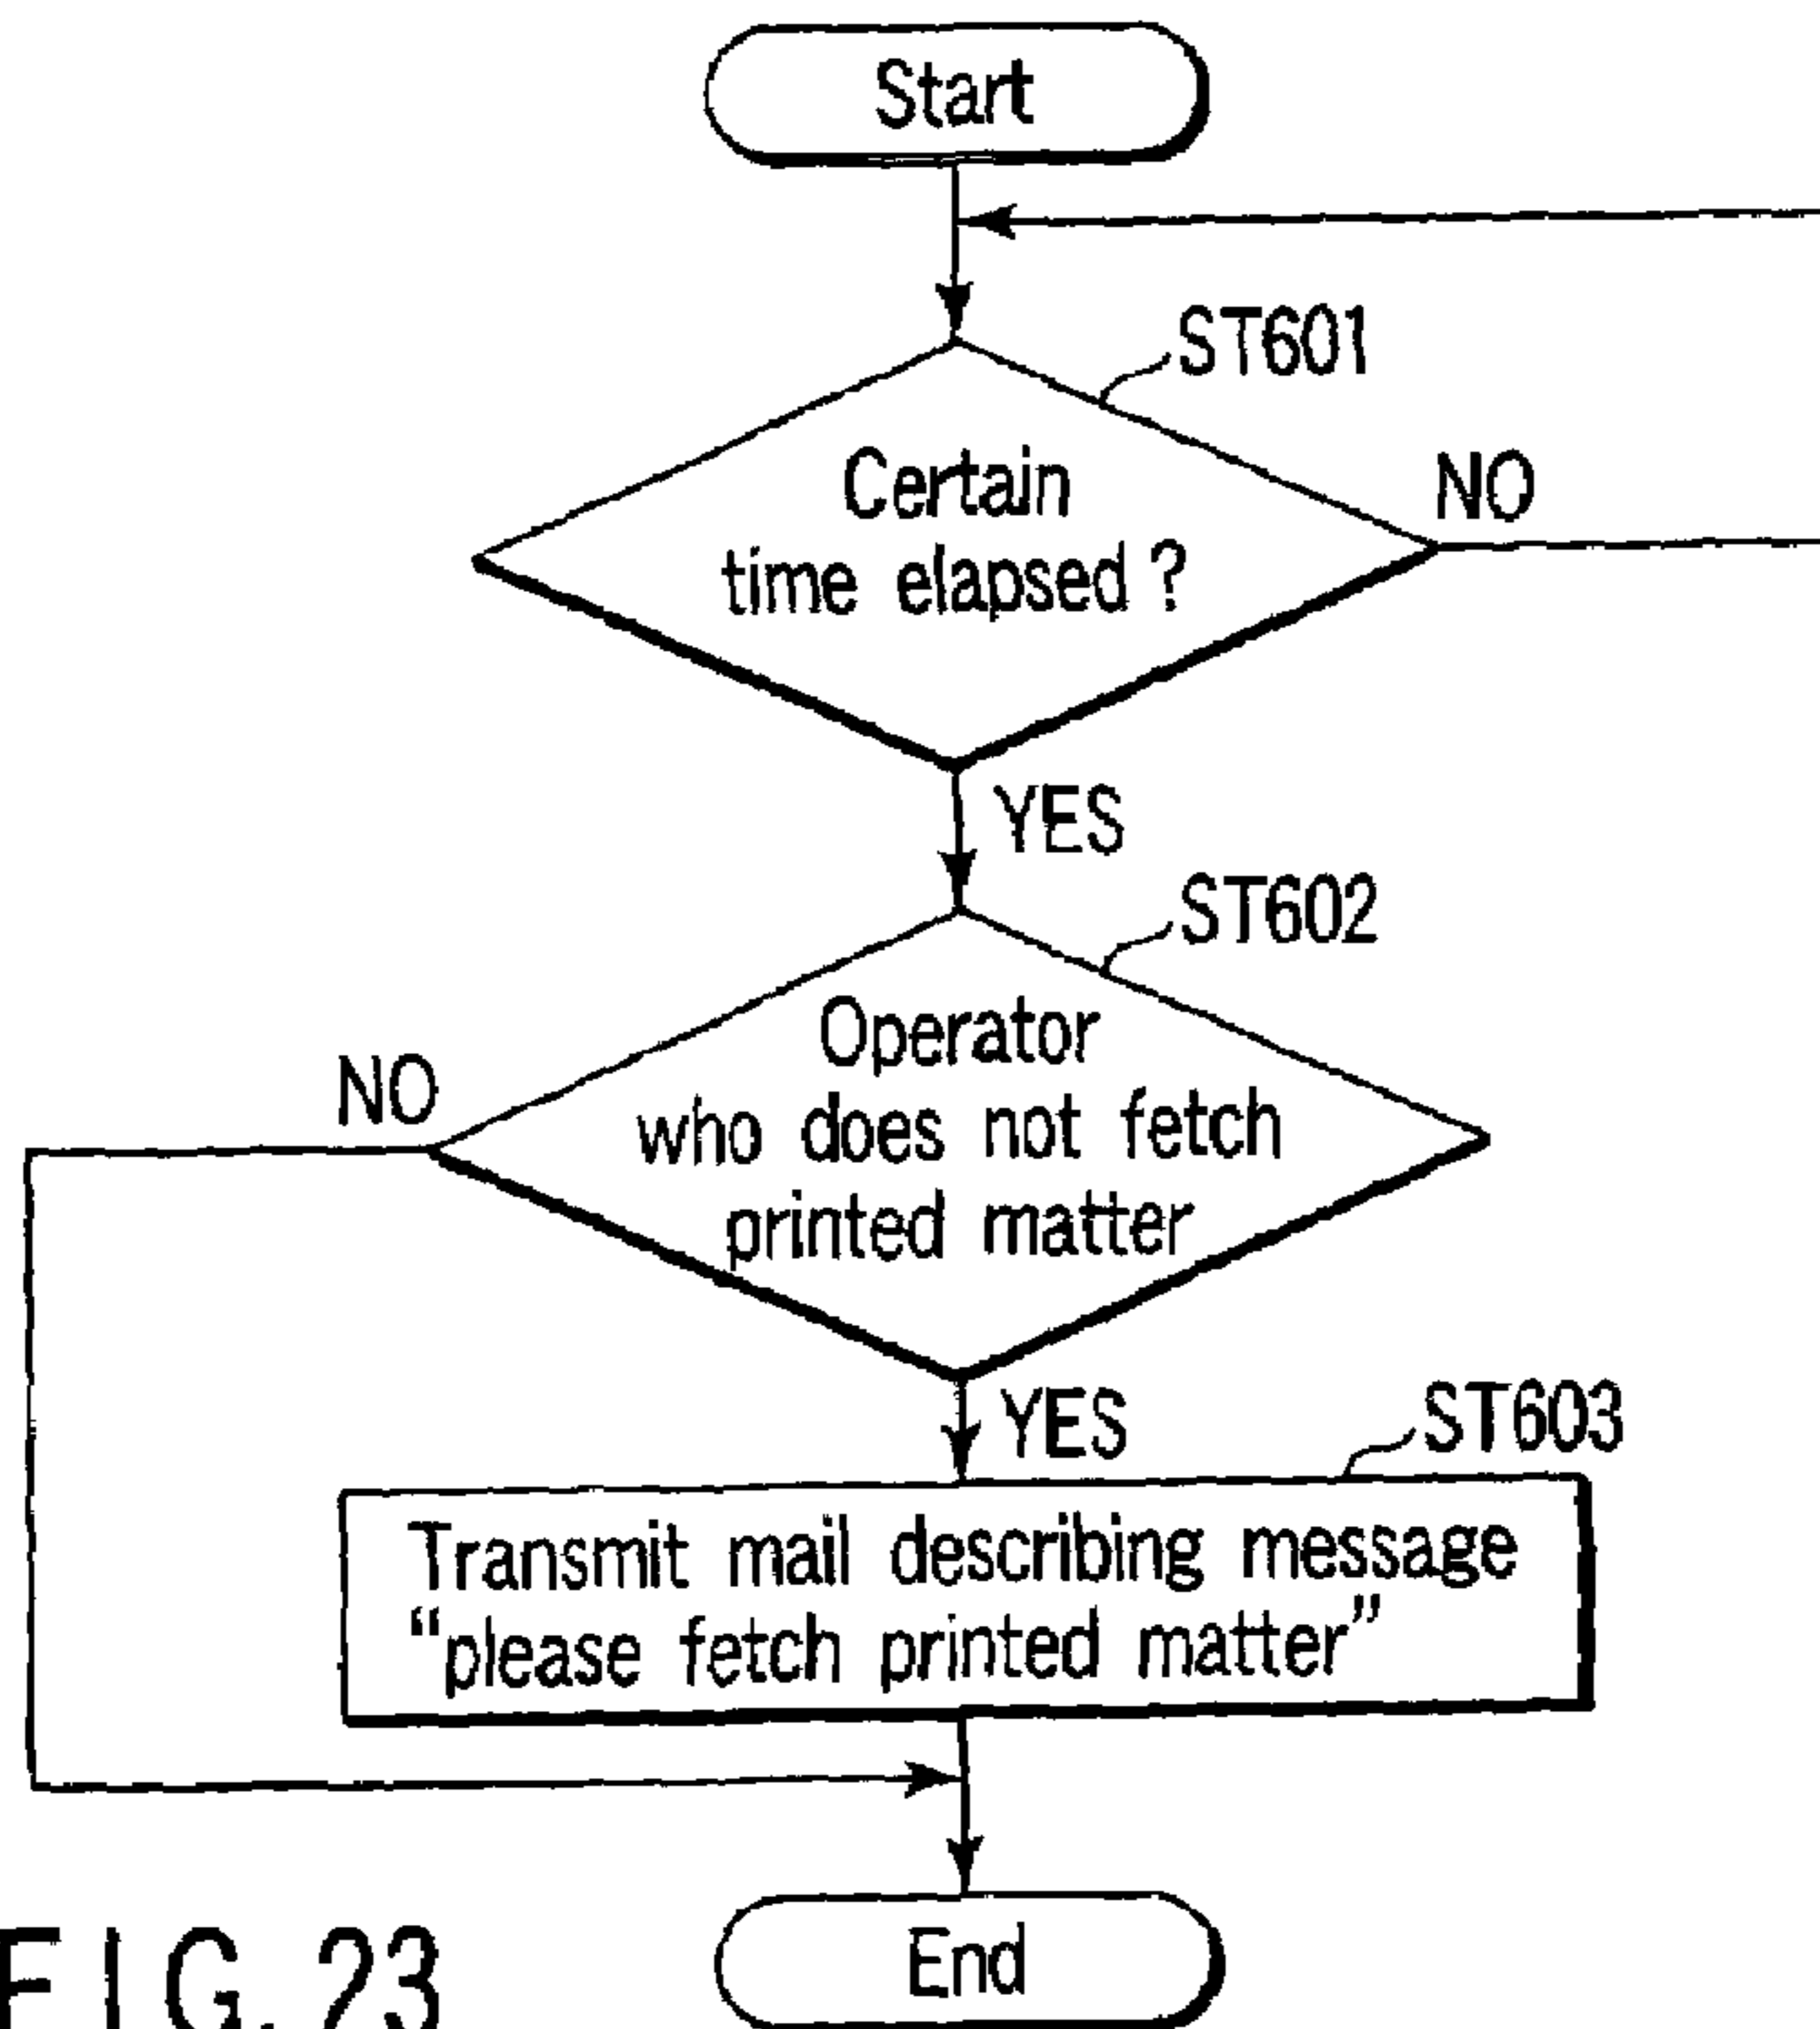 Start
ST601
Certain
time elapsed ?
NO
YES
ST602
Operator
who does not fetch
printed matter
NO
YES
ST603
Transmit mail describing message
“please fetch printed matter”
End
FIG. 23